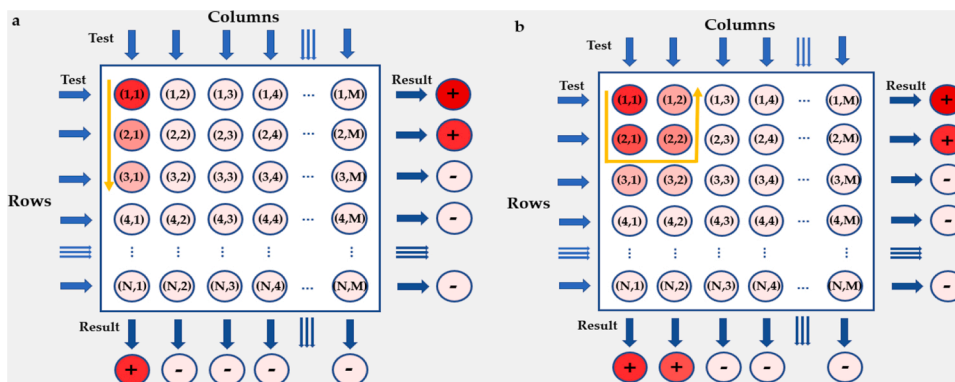 a
Columns
Test
Test
Result
(1,1) (1,2) (1,3) (1,4) ... (1,M) +
(2,1) (2,2) (2,3) (2,4) ... (2,M) +
(3,1) (3,2) (3,3) (3,4) ... (3,M) -
Rows
(4,1) (4,2) (4,3) (4,4) ... (4,M) -
⋮ ⋮ ⋮ ⋮ ⋮
(N,1) (N,2) (N,3) (N,4) ... (N,M) -
Result
+ - - - -
b
Columns
Test
Test
Result
(1,1) (1,2) (1,3) (1,4) ... (1,M) +
(2,1) (2,2) (2,3) (2,4) ... (2,M) +
(3,1) (3,2) (3,3) (3,4) ... (3,M) -
Rows
(4,1) (4,2) (4,3) (4,4) ... (4,M) -
⋮ ⋮ ⋮ ⋮ ⋮
(N,1) (N,2) (N,3) (N,4) ... (N,M) -
Result
+ + - - -